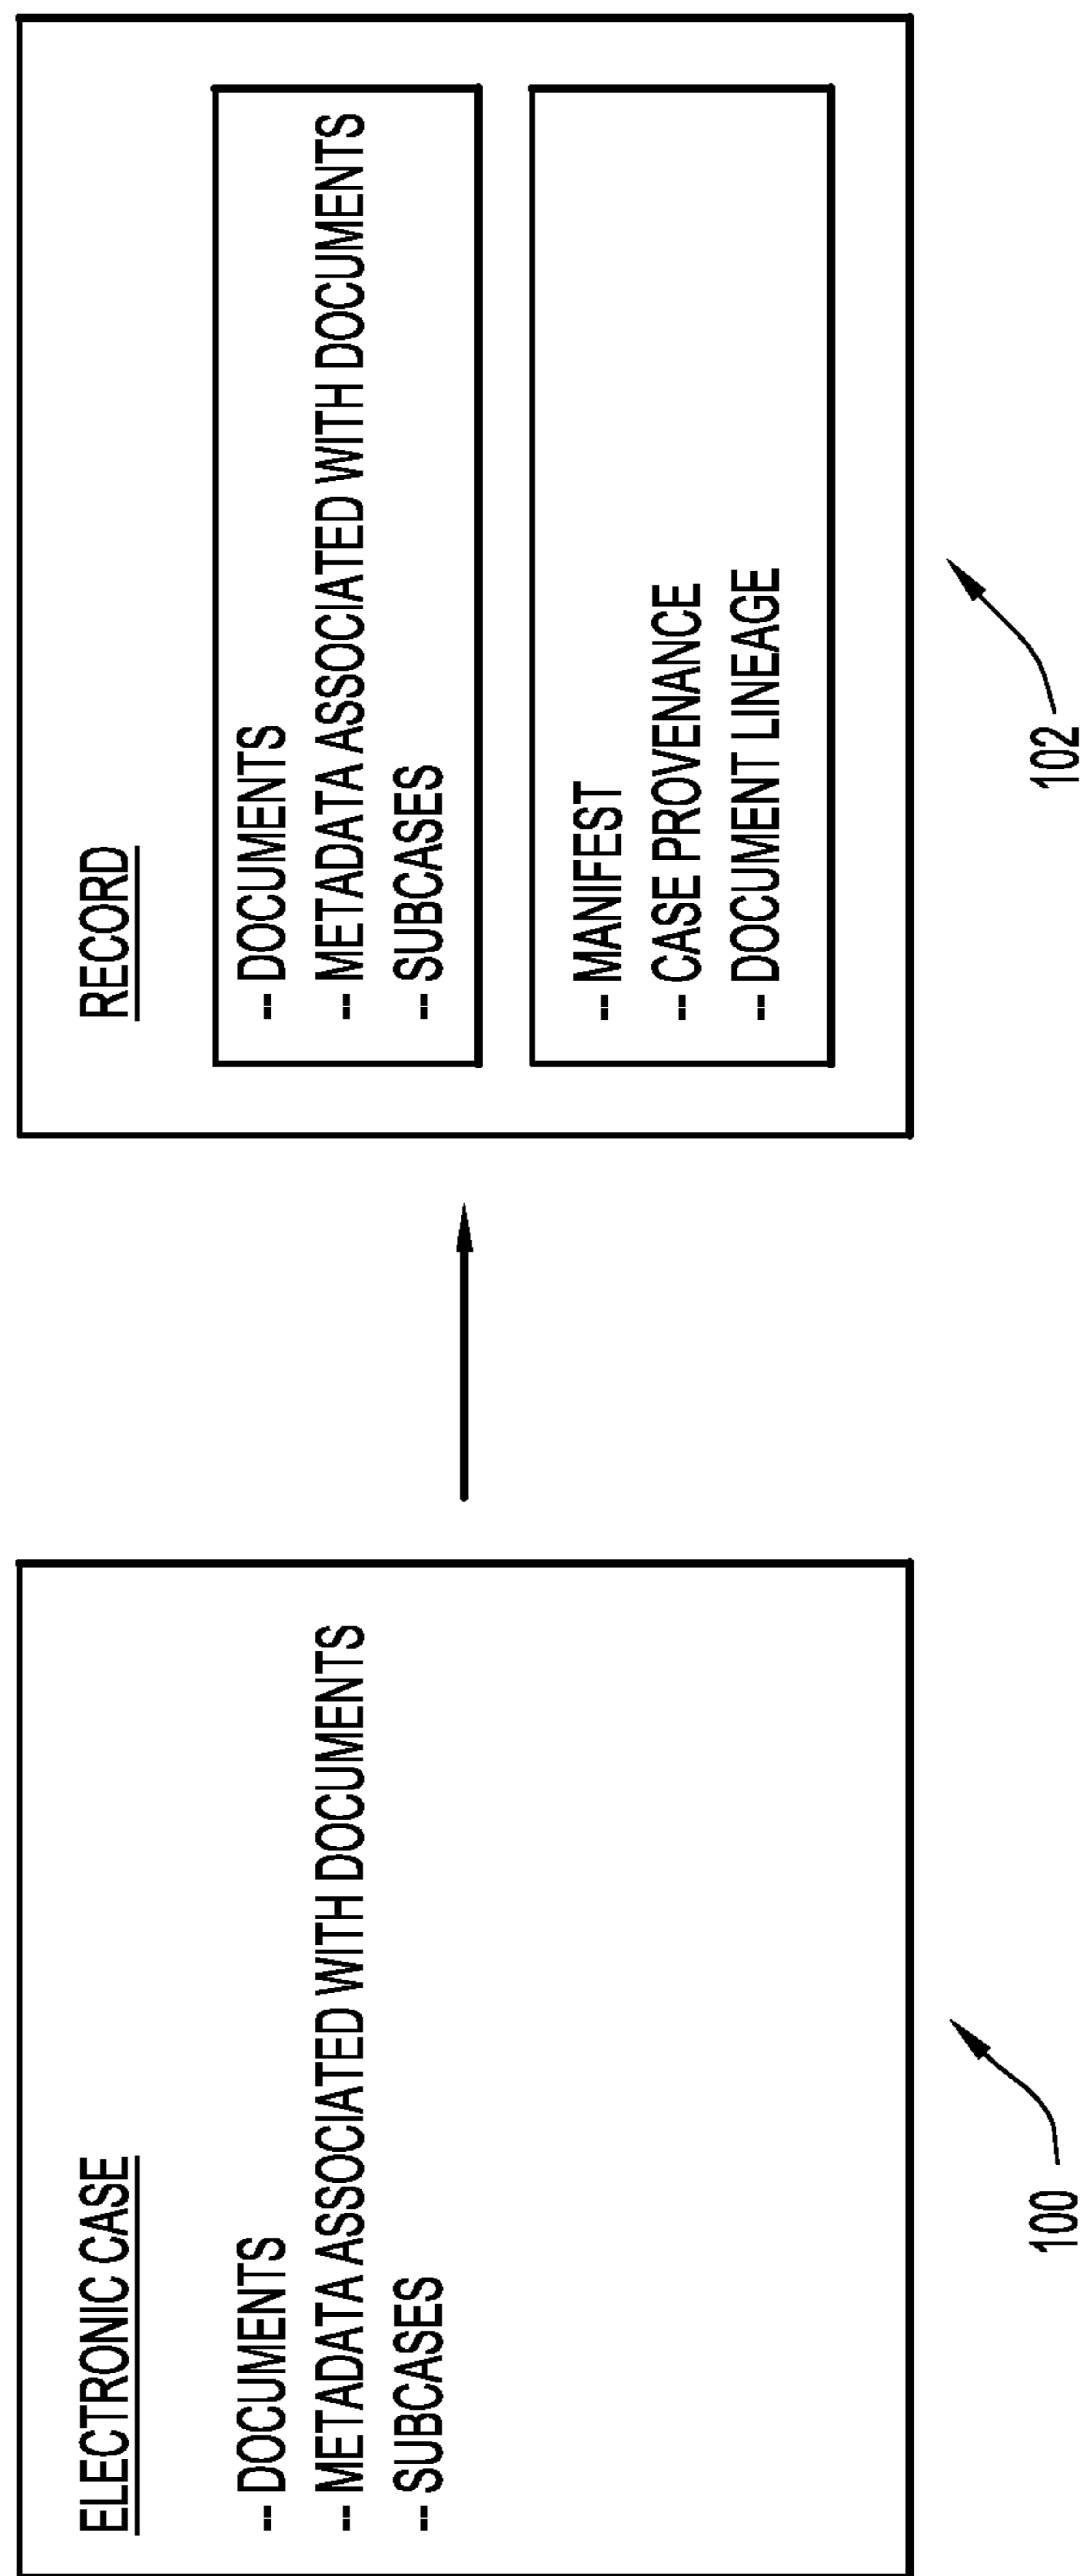 ELECTRONIC CASE
-- DOCUMENTS
-- METADATA ASSOCIATED WITH DOCUMENTS
-- SUBCASES
100
RECORD
-- DOCUMENTS
-- METADATA ASSOCIATED WITH DOCUMENTS
-- SUBCASES
-- MANIFEST
-- CASE PROVENANCE
-- DOCUMENT LINEAGE
102